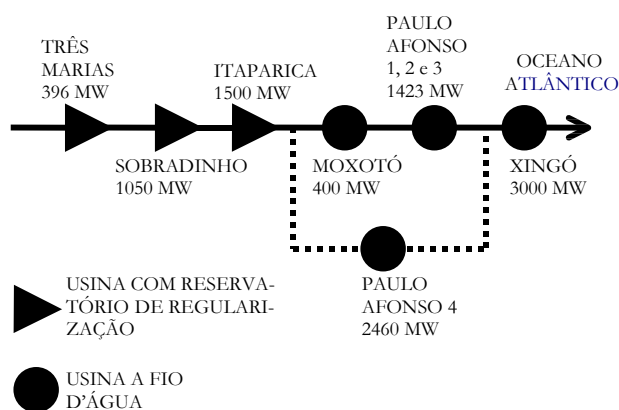 TRÊS
MARIAS
396 MW
ITAPARICA
1500 MW
PAULO
AFONSO
1, 2 e 3
1423 MW
OCEANO
ATLÂNTICO
SOBRADINHO
1050 MW
MOXOTÓ
400 MW
XINGÓ
3000 MW
PAULO
AFONSO 4
2460 MW
USINA COM RESERVA-
TÓRIO DE REGULARI-
ZAÇÃO
USINA A FIO
D'ÁGUA